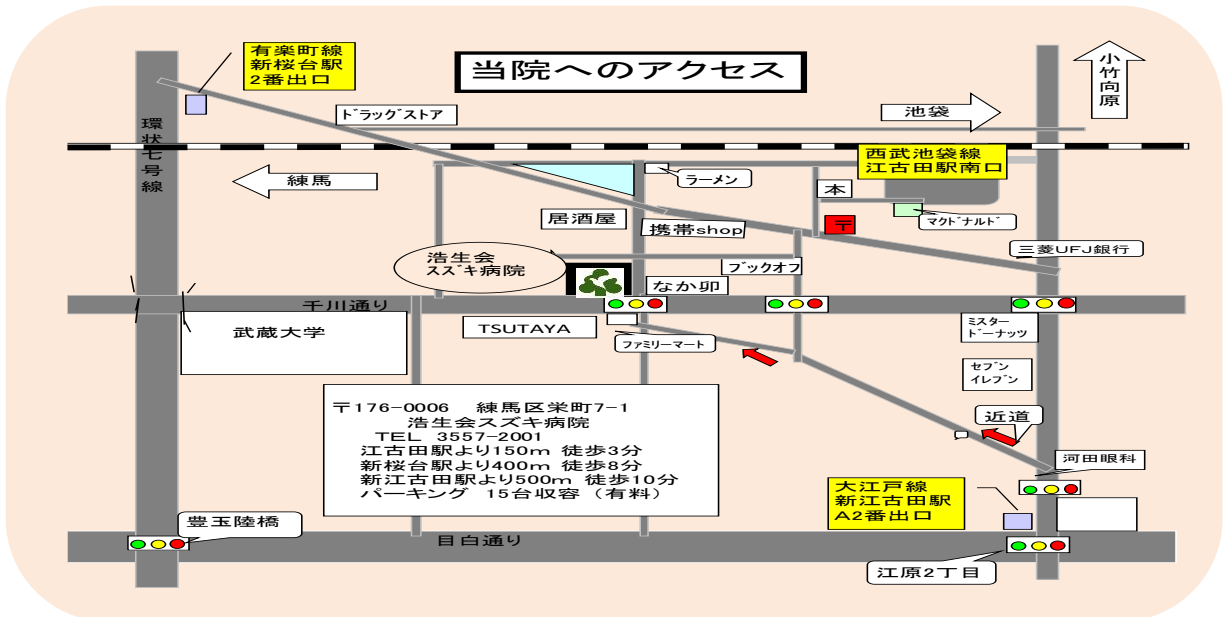 有楽町線
新桜台駅
2番出口
当院へのアクセス
小竹向原
ﾄﾞﾗｯｸﾞｽﾄｱ
池袋
環状七号線
西武池袋線
江古田駅南口
練馬
ラーメン
本
居酒屋
携帯shop
〒
ﾏｸﾄﾞﾅﾙﾄﾞ
三菱UFJ銀行
浩生会
ｽｽﾞｷ病院
ブックオフ
なか卯
千川通り
武蔵大学
TSUTAYA
ﾌｧﾐﾘｰﾏｰﾄ
ﾐｽﾀｰ
ﾄﾞｰﾅｯﾂ
ｾﾌﾞﾝ
ｲﾚﾌﾞﾝ
〒176-0006 練馬区栄町7-1
浩生会スズキ病院
TEL 3557-2001
江古田駅より150m 徒歩3分
新桜台駅より400m 徒歩8分
新江古田駅より500m 徒歩10分
パーキング 15台収容（有料）
近道
河田眼科
大江戸線
新江古田駅
A2番出口
豊玉陸橋
目白通り
江原2丁目